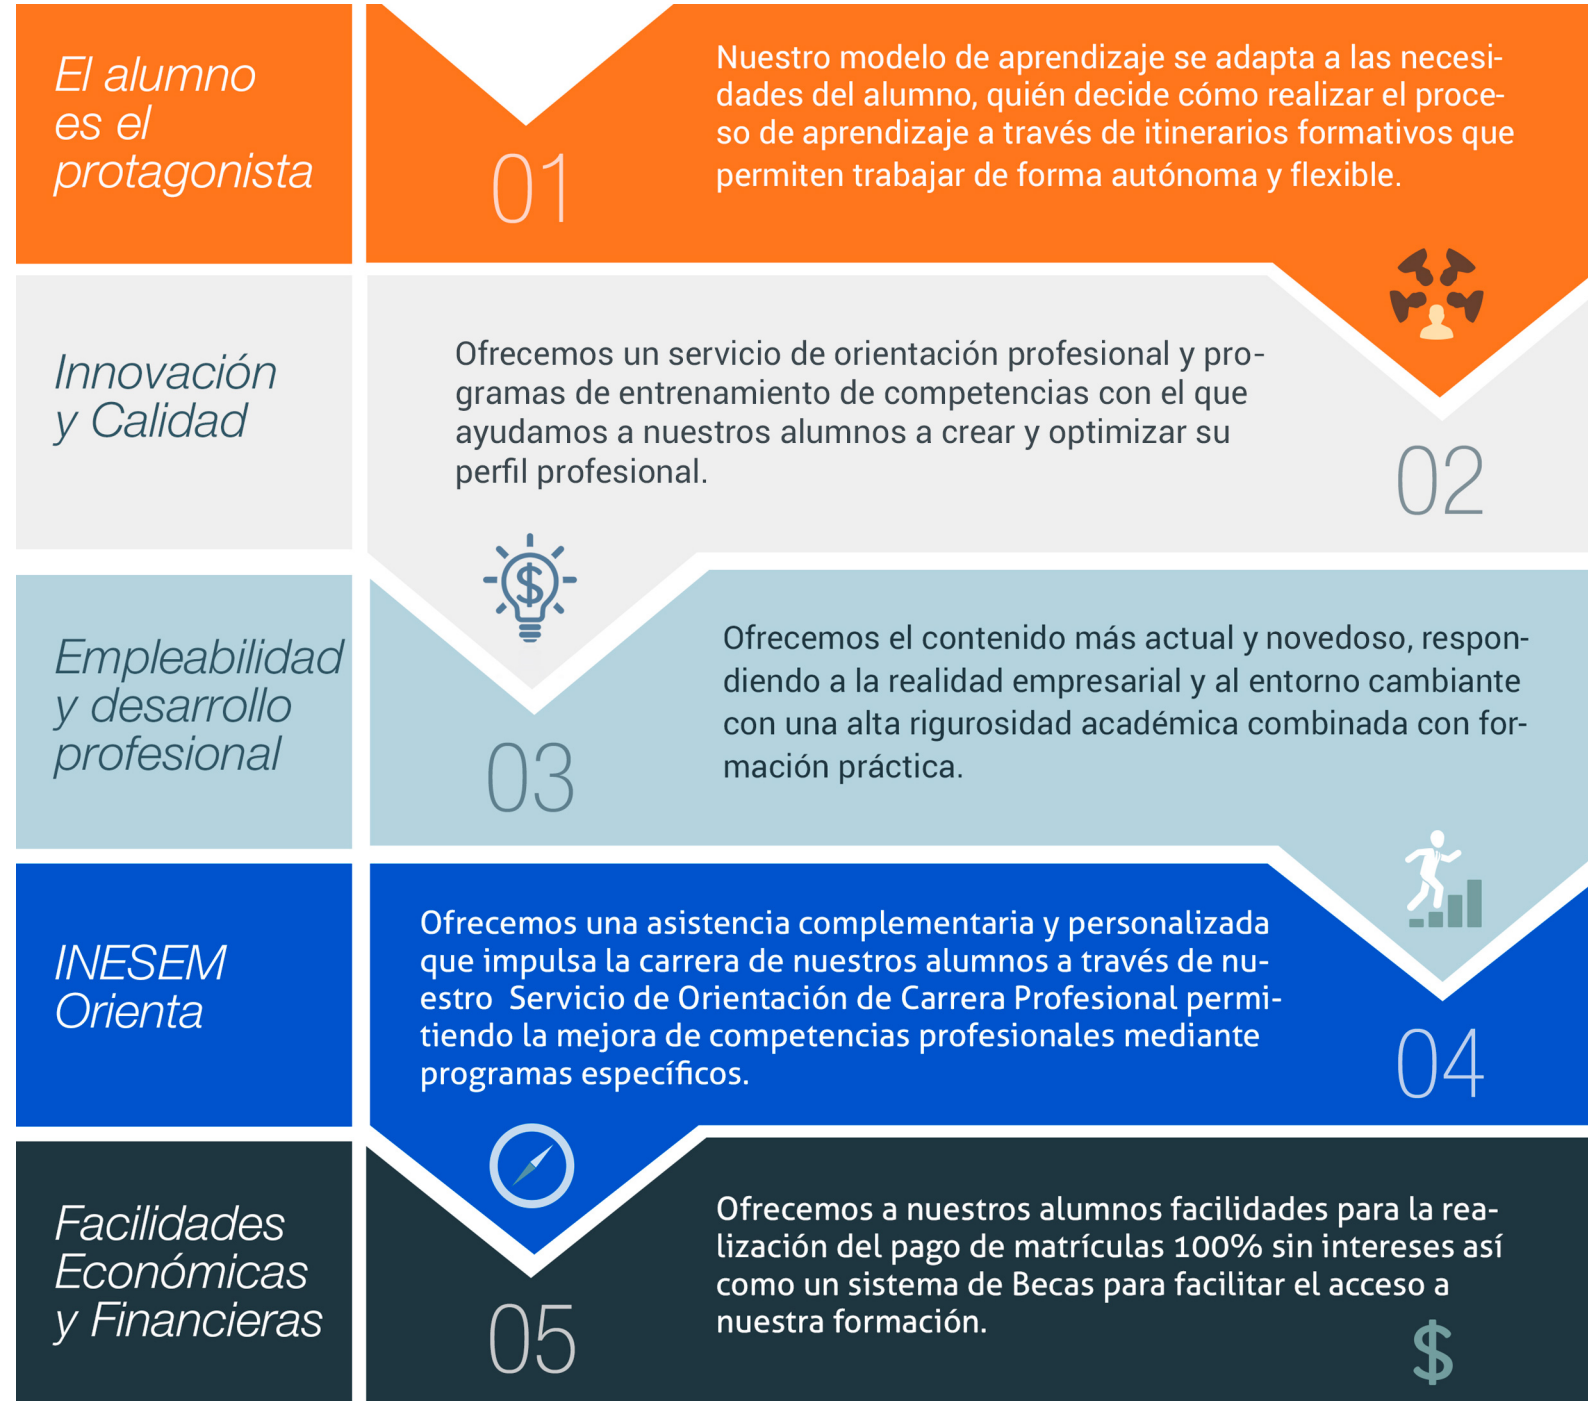 El alumno
es el
protagonista
01
Nuestro modelo de aprendizaje se adapta a las necesi-
dades del alumno, quién decide cómo realizar el proce-
so de aprendizaje a través de itinerarios formativos que
permiten trabajar de forma autónoma y flexible.
Innovación
y Calidad
Ofrecemos un servicio de orientación profesional y pro-
gramas de entrenamiento de competencias con el que
ayudamos a nuestros alumnos a crear y optimizar su
perfil profesional.
02
Empleabilidad
y desarrollo
profesional
$
03
Ofrecemos el contenido más actual y novedoso, respon-
diendo a la realidad empresarial y al entorno cambiante
con una alta rigurosidad académica combinada con for-
mación práctica.
INESEM
Orienta
Ofrecemos una asistencia complementaria y personalizada
que impulsa la carrera de nuestros alumnos a través de nu-
estro  Servicio de Orientación de Carrera Profesional permi-
tiendo la mejora de competencias profesionales mediante
programas específicos.
04
Facilidades
Económicas
y Financieras
05
Ofrecemos a nuestros alumnos facilidades para la rea-
lización del pago de matrículas 100% sin intereses así
como un sistema de Becas para facilitar el acceso a
nuestra formación.
$